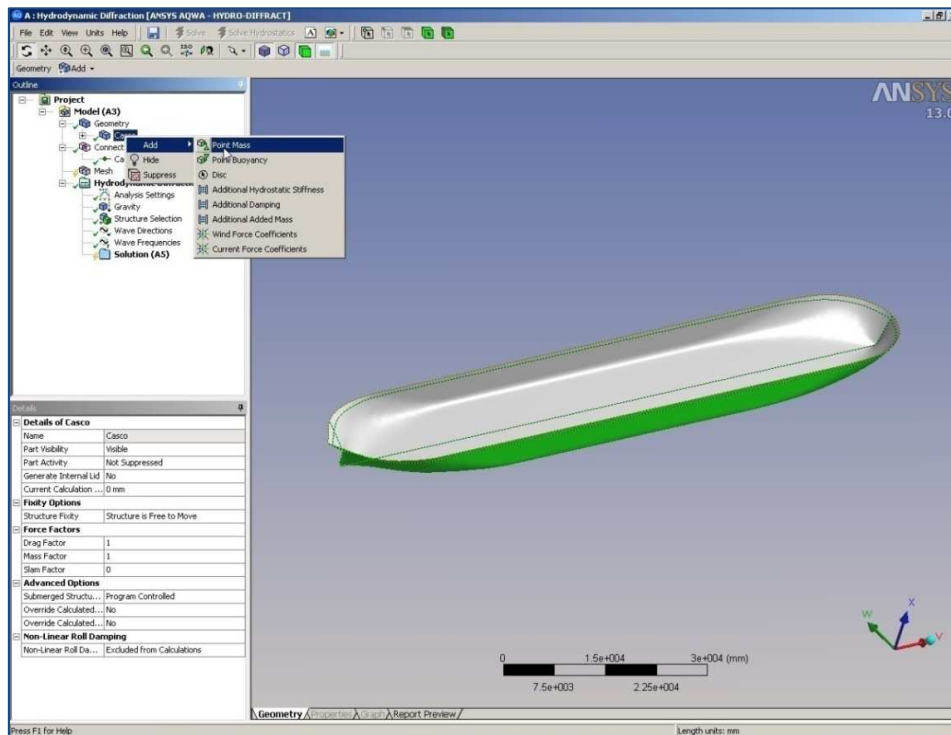 A : Hydrodynamic Diffraction [ANSYS AQWA - HYDRO-DIFFRACT]
File Edit View Units Help Solve Solve Hydrostatics
ISO
Geometry Add
Outline
Project
Model (A3)
Geometry
Casco
Connect
Ca
Mesh
Hydrodynamic Diffraction
Analysis Settings
Gravity
Structure Selection
Wave Directions
Wave Frequencies
Solution (A5)
Add
Hide
Suppress
Point Mass
Point Buoyancy
Disc
Additional Hydrostatic Stiffness
Additional Damping
Additional Added Mass
Wind Force Coefficients
Current Force Coefficients
ANSYS
13.0
Details
Details of Casco
Name Casco
Part Visibility Visible
Part Activity Not Suppressed
Generate Internal Lid No
Current Calculation ... 0 mm
Fixity Options
Structure Fixity Structure is Free to Move
Force Factors
Drag Factor 1
Mass Factor 1
Slam Factor 0
Advanced Options
Submerged Structu... Program Controlled
Override Calculated... No
Override Calculated... No
Non-Linear Roll Damping
Non-Linear Roll Da... Excluded from Calculations
W X Y
0 1.5e+004 3e+004 (mm)
7.5e+003 2.25e+004
Geometry Properties Graph Report Preview
Press F1 for Help
Length units: mm